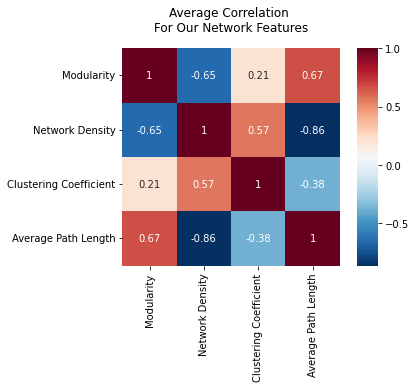 Average Correlation
For Our Network Features
Modularity 1 -0.65 0.21 0.67
Network Density -0.65 1 0.57 -0.86
Clustering Coefficient 0.21 0.57 1 -0.38
Average Path Length 0.67 -0.86 -0.38 1
Modularity
Network Density
Clustering Coefficient
Average Path Length
1.0
0.5
0.0
−0.5